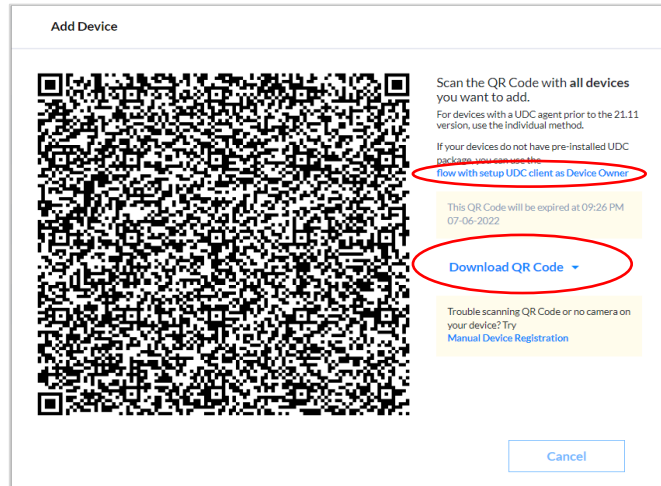 Add Device
Scan the QR Code with all devices
you want to add.
For devices with a UDC agent prior to the 21.11
version, use the individual method.
If your devices do not have pre-installed UDC
package, you can use the
flow with setup UDC client as Device Owner
This QR Code will be expired at 09:26 PM
07-06-2022
Download QR Code
Trouble scanning QR Code or no camera on
your device? Try
Manual Device Registration
Cancel